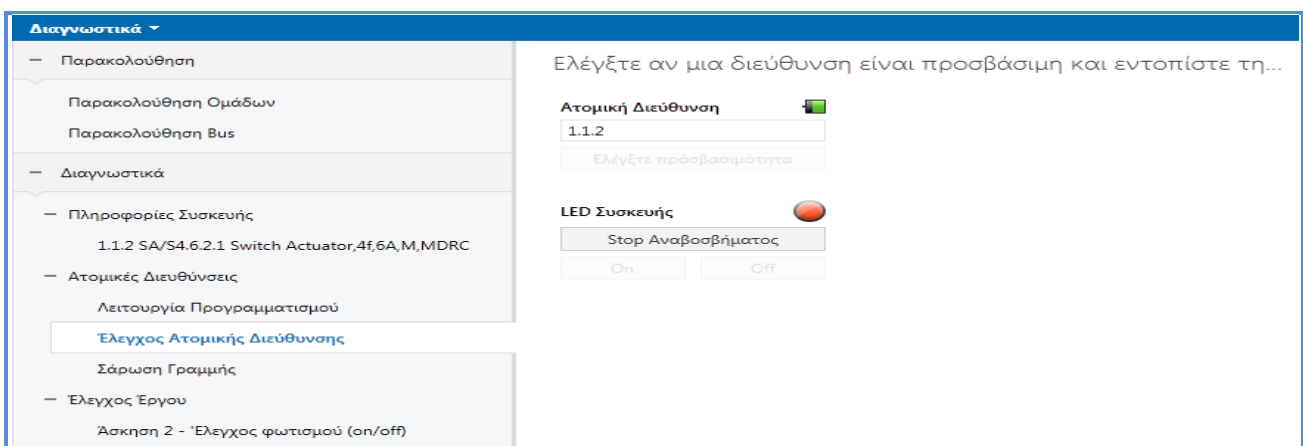 Διαγνωστικά
Παρακολούθηση
Παρακολούθηση Ομάδων
Παρακολούθηση Bus
Διαγνωστικά
Πληροφορίες Συσκευής
1.1.2 SA/S4.6.2.1 Switch Actuator,4f,6A,M,MDRC
Ατομικές Διευθύνσεις
Λειτουργία Προγραμματισμού
Έλεγχος Ατομικής Διεύθυνσης
Σάρωση Γραμμής
Έλεγχος Έργου
Άσκηση 2 - 'Ελεγχος φωτισμού (on/off)
Ελέγξτε αν μια διεύθυνση είναι προσβάσιμη και εντοπίστε τη...
Ατομική Διεύθυνση
1.1.2
Ελέγξτε πρόσβασιμότητα
LED Συσκευής
Stop Αναβοσβήματος
On Off